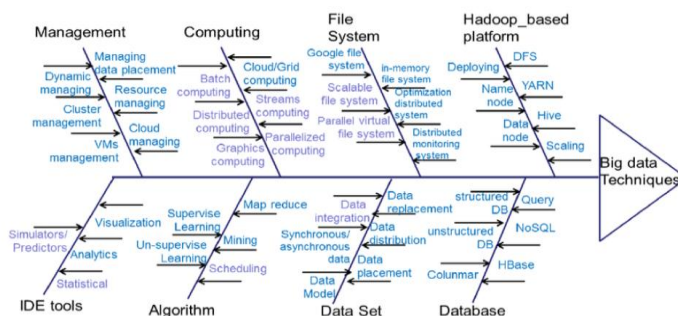 Management
Computing
File
System
Hadoop_based
platform
Managing
data placement
Dynamic
managing
Resource
managing
Cluster
management
Cloud
managing
VMs
management
Cloud/Grid
computing
Batch
computing
Streams
computing
Distributed
computing
Parallelized
computing
Graphics
computing
Google file
system
in-memory
file system
Scalable
file system
Optimization
distributed
system
Parallel virtual
file system
Distributed
monitoring
system
DFS
Deploying
YARN
Name
node
Hive
Data
node
Scaling
Big data
Techniques
Visualization
Simulators/
Predictors
Analytics
Statistical
IDE tools
Map reduce
Supervise
Learning
Mining
Un-supervise
Learning
Scheduling
Algorithm
Data
replacement
Data
integration
Data
distribution
Synchronous/
asynchronous
data
Data
placement
Data
Model
Data Set
structured
DB
Query
NoSQL
unstructured
DB
HBase
Colunmar
Database